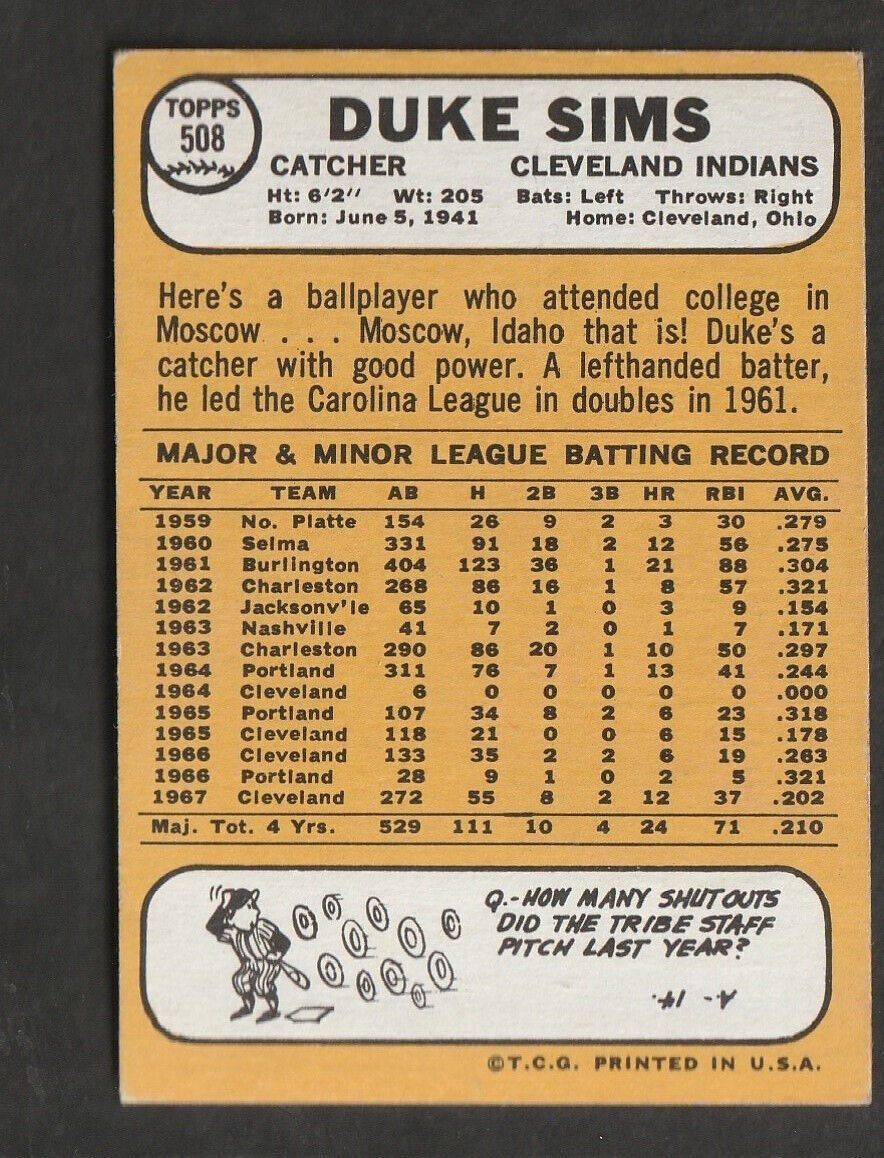 TOPPS
508
DUKE SIMS
CATCHER CLEVELAND INDIANS
Ht: 6'2'' Wt: 205 Bats: Left Throws: Right
Born: June 5, 1941 Home: Cleveland, Ohio
Here's a ballplayer who attended college in
Moscow . . . Moscow, Idaho that is! Duke's a
catcher with good power. A lefthanded batter,
he led the Carolina League in doubles in 1961.
MAJOR & MINOR LEAGUE BATTING RECORD
YEAR TEAM AB H 2B 3B HR RBI AVG.
1959 No. Platte 154 26 9 2 3 30 .279
1960 Selma 331 91 18 2 12 56 .275
1961 Burlington 404 123 36 1 21 88 .304
1962 Charleston 268 86 16 1 8 57 .321
1962 Jacksonv'le 65 10 1 0 3 9 .154
1963 Nashville 41 7 2 0 1 7 .171
1963 Charleston 290 86 20 1 10 50 .297
1964 Portland 311 76 7 1 13 41 .244
1964 Cleveland 6 0 0 0 0 0 .000
1965 Portland 107 34 8 2 6 23 .318
1965 Cleveland 118 21 0 0 6 15 .178
1966 Cleveland 133 35 2 2 6 19 .263
1966 Portland 28 9 1 0 2 5 .321
1967 Cleveland 272 55 8 2 12 37 .202
Maj. Tot. 4 Yrs. 529 111 10 4 24 71 .210
Q.-HOW MANY SHUTOUTS
DID THE TRIBE STAFF
PITCH LAST YEAR?
A- 14.
©T.C.G. PRINTED IN U.S.A.